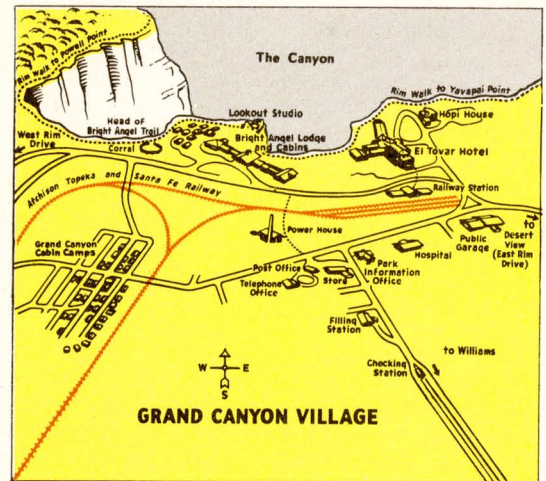 The Canyon
Rim Walk to Powell Point
Rim Walk to Yavapai Point
Hopi House
Lookout Studio
Head of
Bright Angel Trail
West Rim
Drive
Corral
Bright Angel Lodge
and Cabins
El Tovar Hotel
Atchison Topeka and Santa Fe Railway
Railway Station
to
Desert
View
(East Rim
Drive)
Public
Garage
Power House
Grand Canyon
Cabin Camps
Hospital
Park
Information
Office
Post Office
Telephone
Office
Store
Filling
Station
to Williams
Checking
Station
W E
S
GRAND CANYON VILLAGE